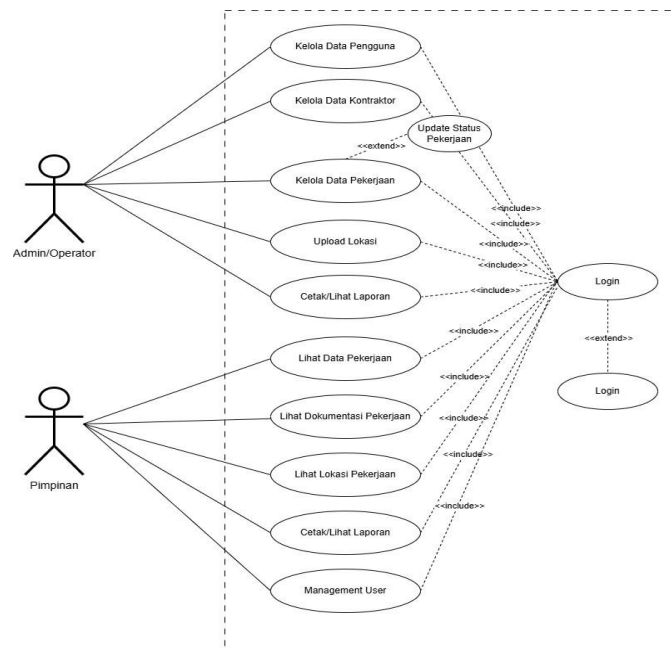 Kelola Data Pengguna
Kelola Data Kontraktor
Update Status
Pekerjaan
<<extend>>
Kelola Data Pekerjaan
<<include>>
<<include>>
Admin/Operator
Upload Lokasi
<<include>>
<<include>>
Login
Cetak/Lihat Laporan
<<include>>
<<extend>>
Lihat Data Pekerjaan
<<include>>
Login
Lihat Dokumentasi Pekerjaan
<<include>>
Lihat Lokasi Pekerjaan
<<include>>
Pimpinan
<<include>>
Cetak/Lihat Laporan
<<include>>
Management User